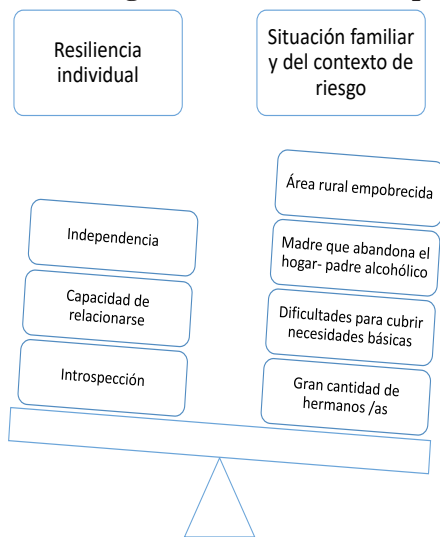 Resiliencia
individual
Situación familiar
y del contexto de
riesgo
Independencia
Capacidad de
relacionarse
Introspección
Área rural empobrecida
Madre que abandona el
hogar- padre alcohólico
Dificultades para cubrir
necesidades básicas
Gran cantidad de
hermanos /as